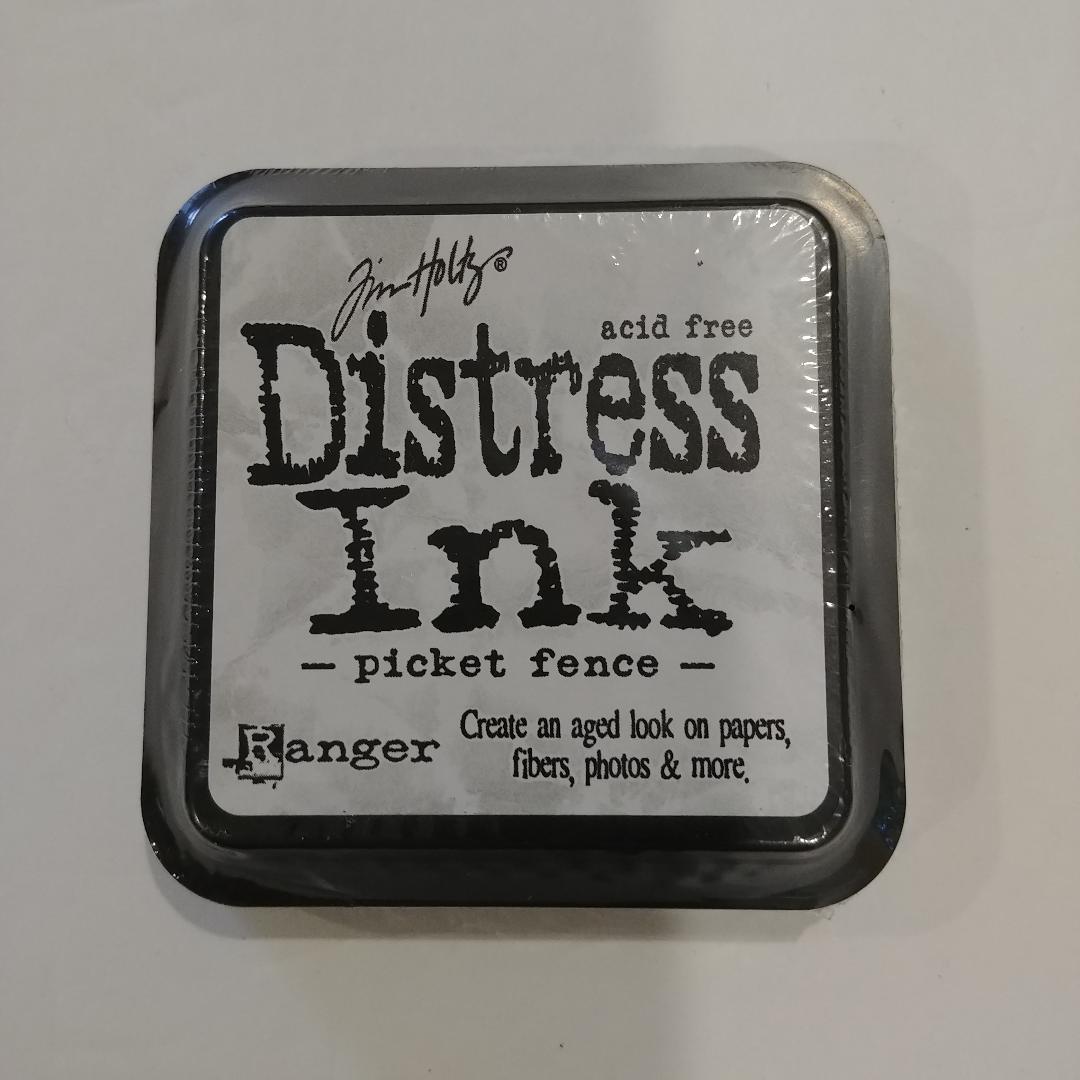 Tim Holtz®
acid free
Distress
Ink
— picket fence —
Ranger
Create an aged look on papers,
fibers, photos & more.